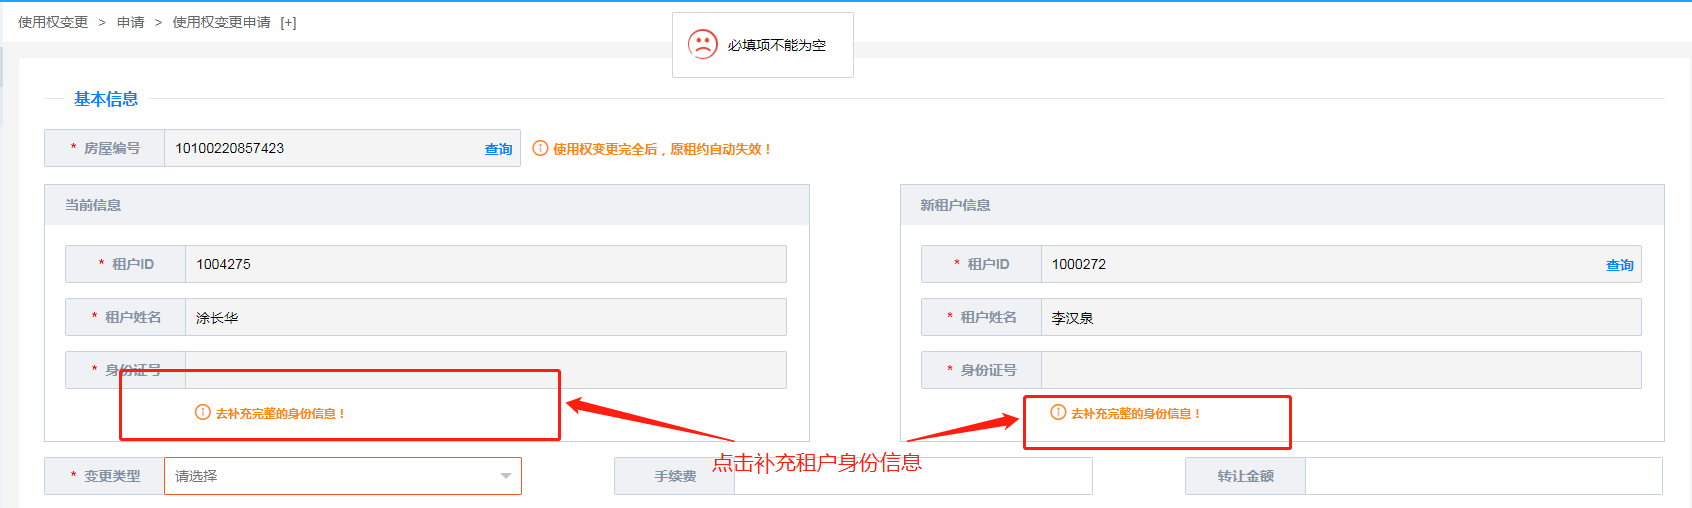 使用权变更 > 申请 > 使用权变更申请 [+]
必填项不能为空
基本信息
* 房屋编号 10100220857423 查询 使用权变更完全后，原租约自动失效！
当前信息 新租户信息
* 租户ID 1004275 * 租户ID 1000272 查询
* 租户姓名 涂长华 * 租户姓名 李汉泉
* 身份证号 * 身份证号
去补充完整的身份信息！ 去补充完整的身份信息！
点击补充租户身份信息
* 变更类型 请选择 手续费 转让金额